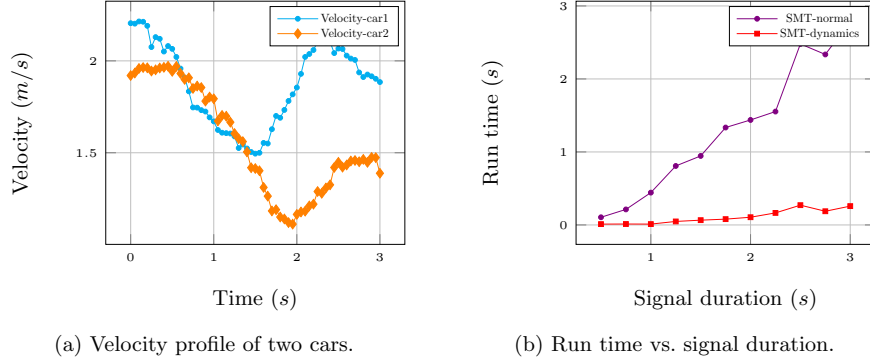 Velocity-car1
Velocity-car2
2
1.5
Velocity (m/s)
0
1
2
3
Time (s)
(a) Velocity profile of two cars.
SMT-normal
SMT-dynamics
3
2
1
0
Run time (s)
1
2
3
Signal duration (s)
(b) Run time vs. signal duration.